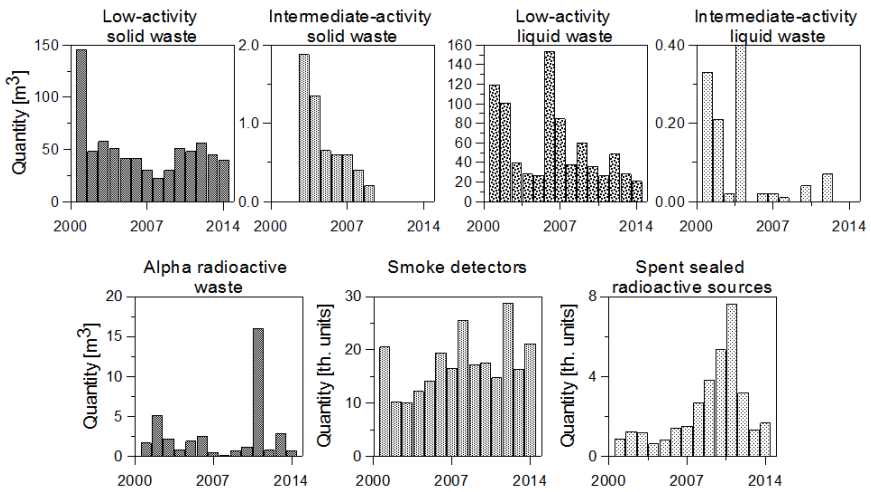 Low-activity
solid waste
Intermediate-activity
solid waste
Low-activity
liquid waste
Intermediate-activity
liquid waste
Quantity [m³]
150
100
50
0
2000 2007 2014
2.0
1.0
0.0
2000 2007 2014
160
140
120
100
80
60
40
20
0
2000 2007 2014
0.40
0.20
0.00
2000 2007 2014
Alpha radioactive
waste
Smoke detectors
Spent sealed
radioactive sources
Quantity [m³]
20
15
10
5
0
2000 2007 2014
Quantity [th. units]
30
20
10
0
2000 2007 2014
Quantity [th. units]
8
4
0
2000 2007 2014